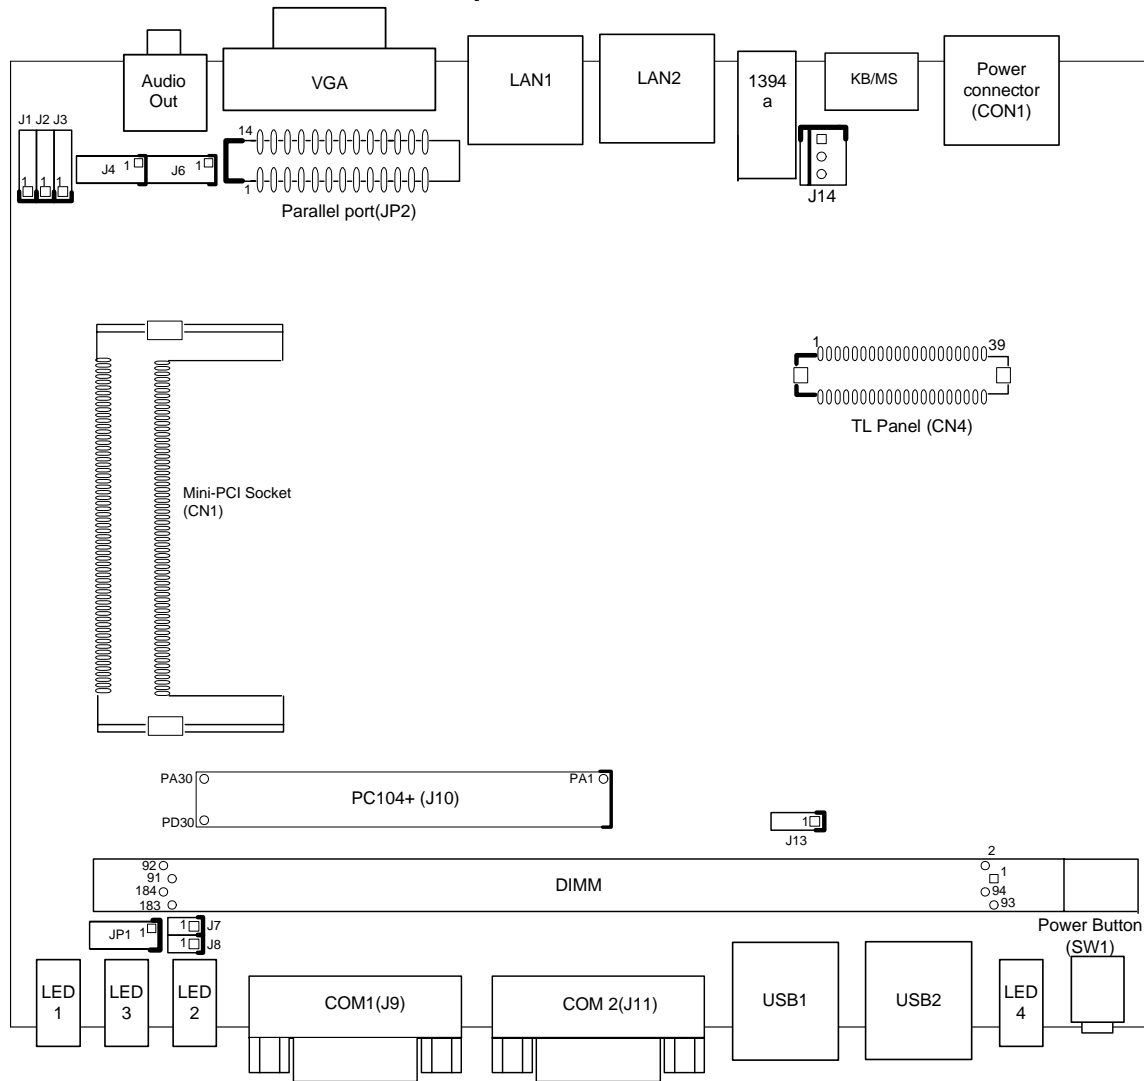 Audio
Out
VGA
LAN1
LAN2
1394
a
KB/MS
Power
connector
(CON1)
J1 J2 J3
1 1 1
J4 1
J6 1
14
1
Parallel port(JP2)
J14
1
39
TL Panel (CN4)
Mini-PCI Socket
(CN1)
PA30
PA1
PC104+ (J10)
PD30
1
J13
92
91
184
183
DIMM
2
1
94
93
JP1 1
1 J7
1 J8
Power Button
(SW1)
LED
1
LED
3
LED
2
COM1(J9)
COM 2(J11)
USB1
USB2
LED
4